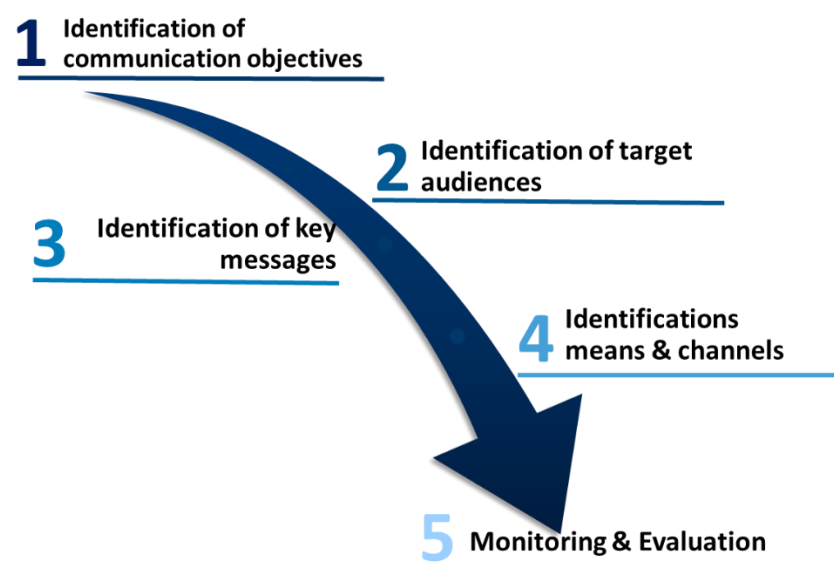 1 Identification of
communication objectives
2 Identification of target
audiences
3 Identification of key
messages
4 Identifications
means & channels
5 Monitoring & Evaluation